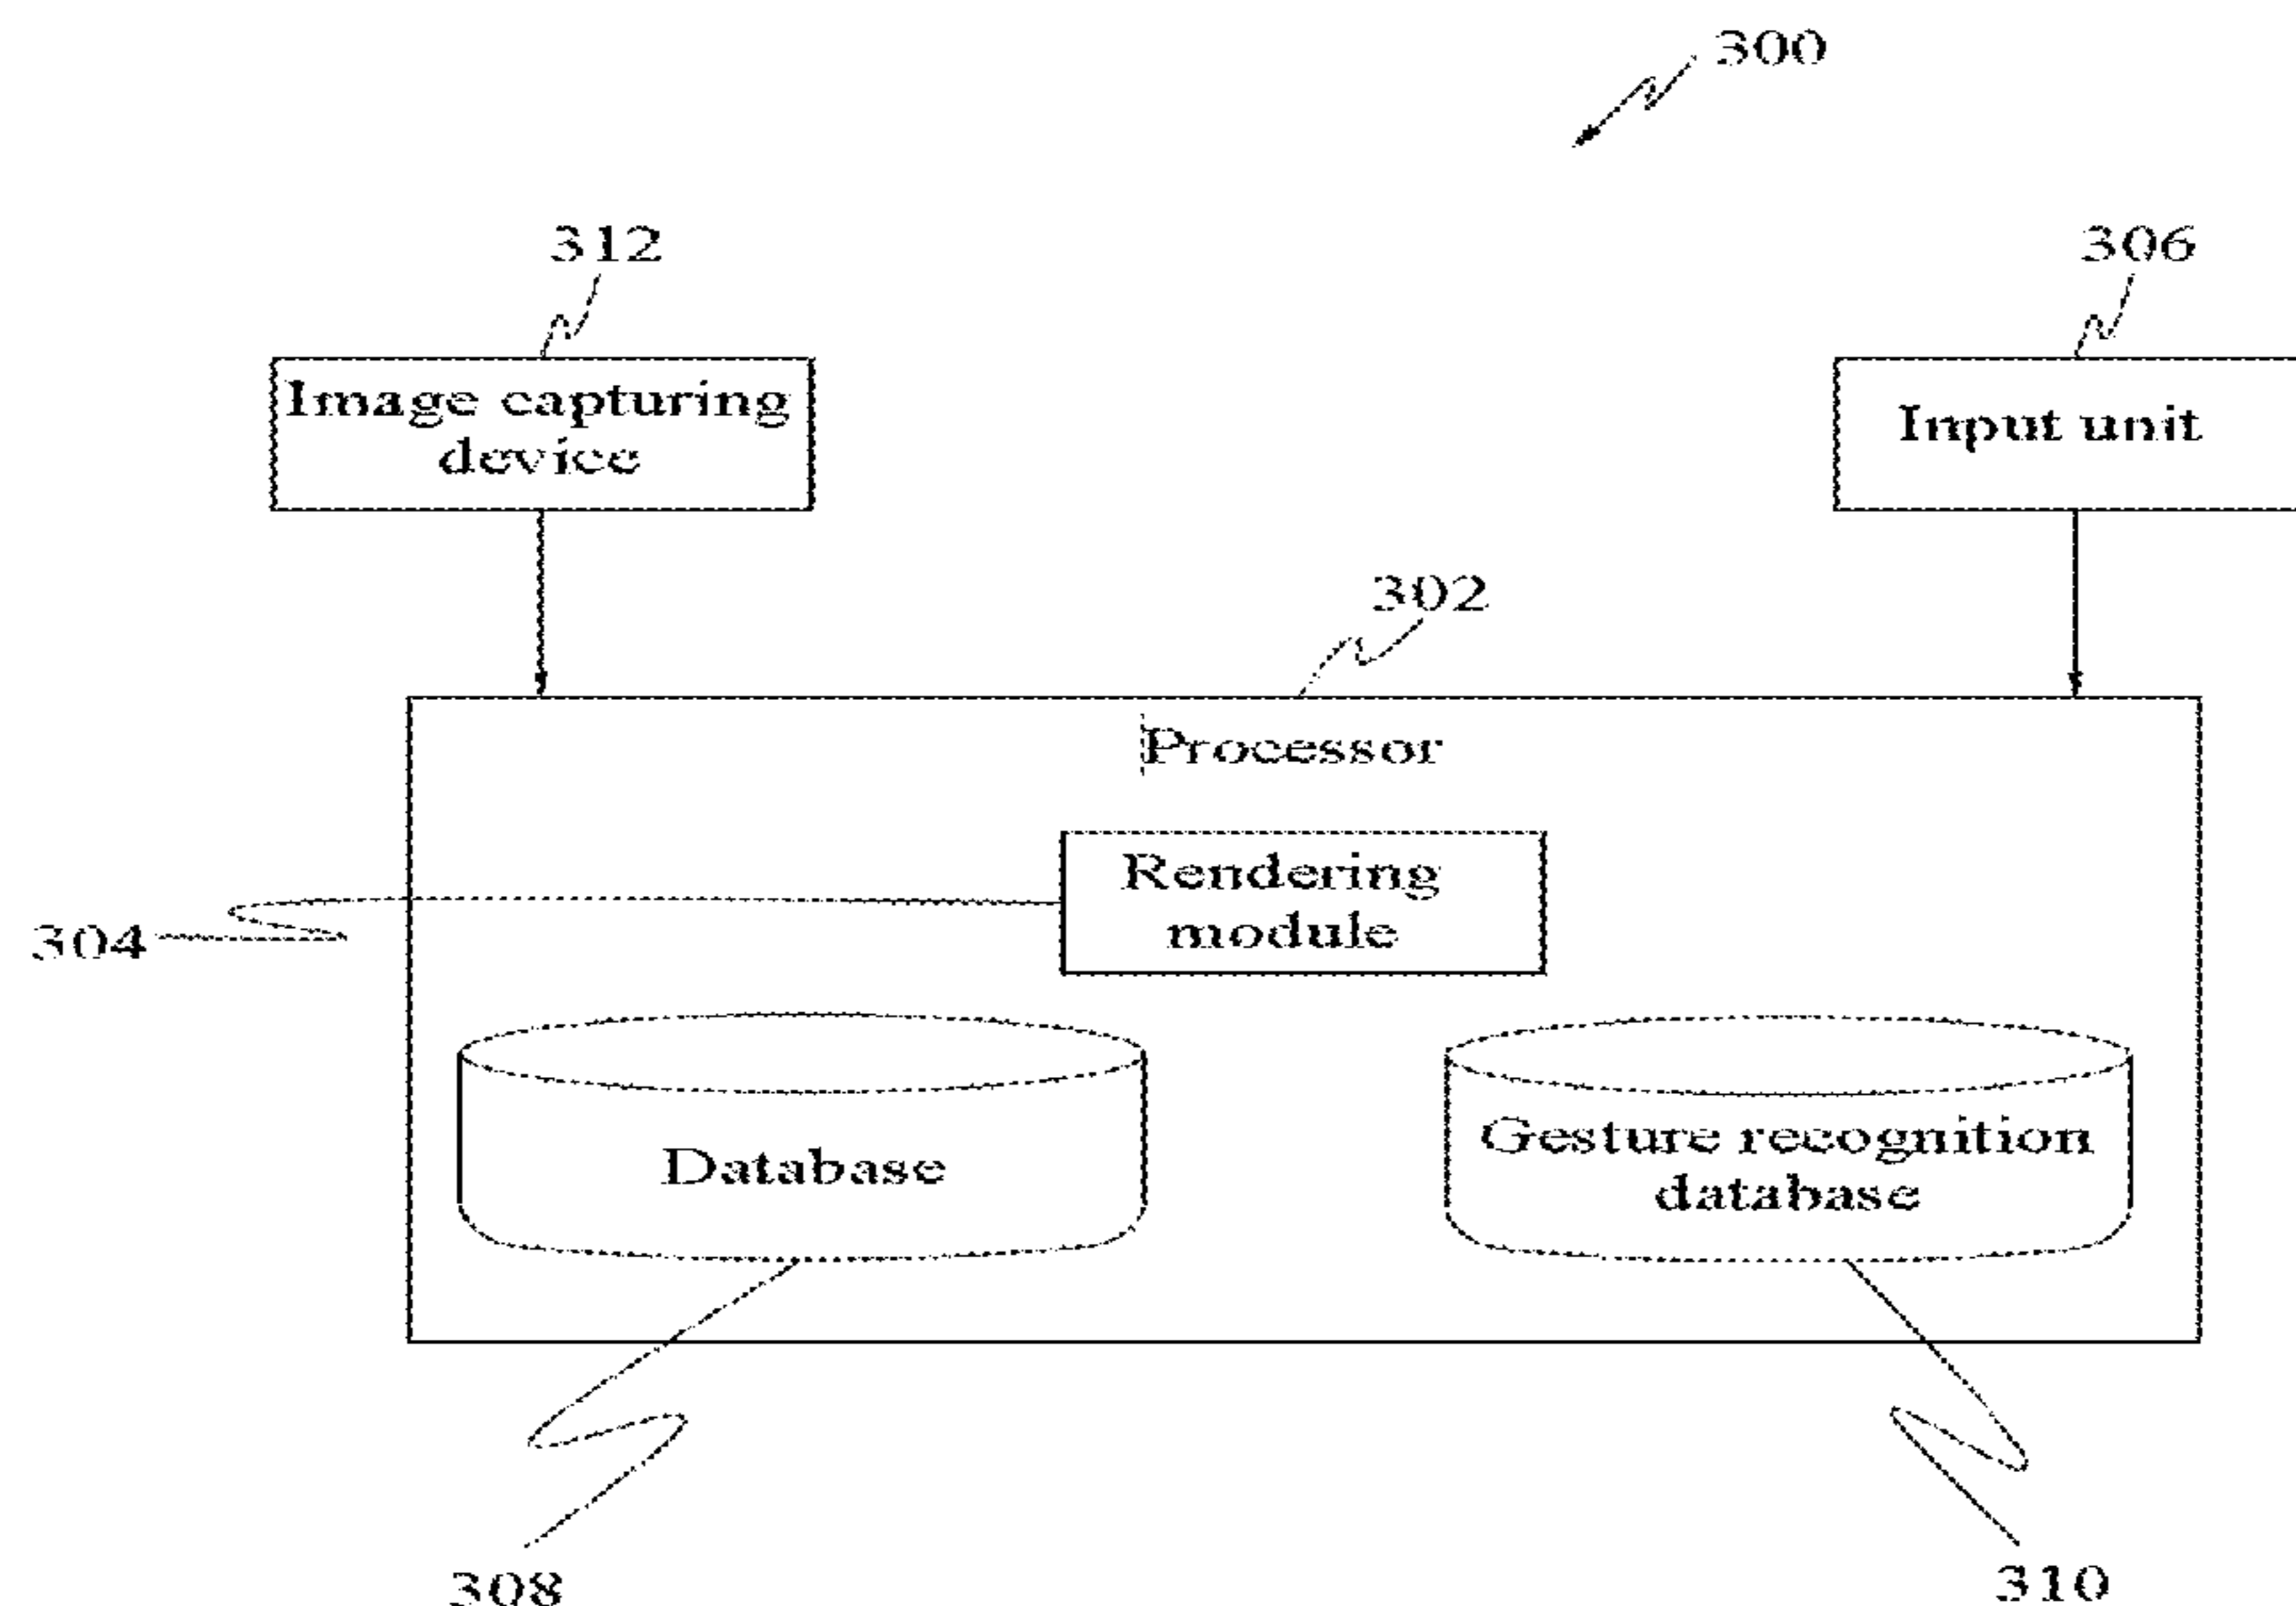 300
312
306
Image capturing
device
Input unit
302
Processor
Rendering
module
304
Database
Gesture recognition
database
308
310